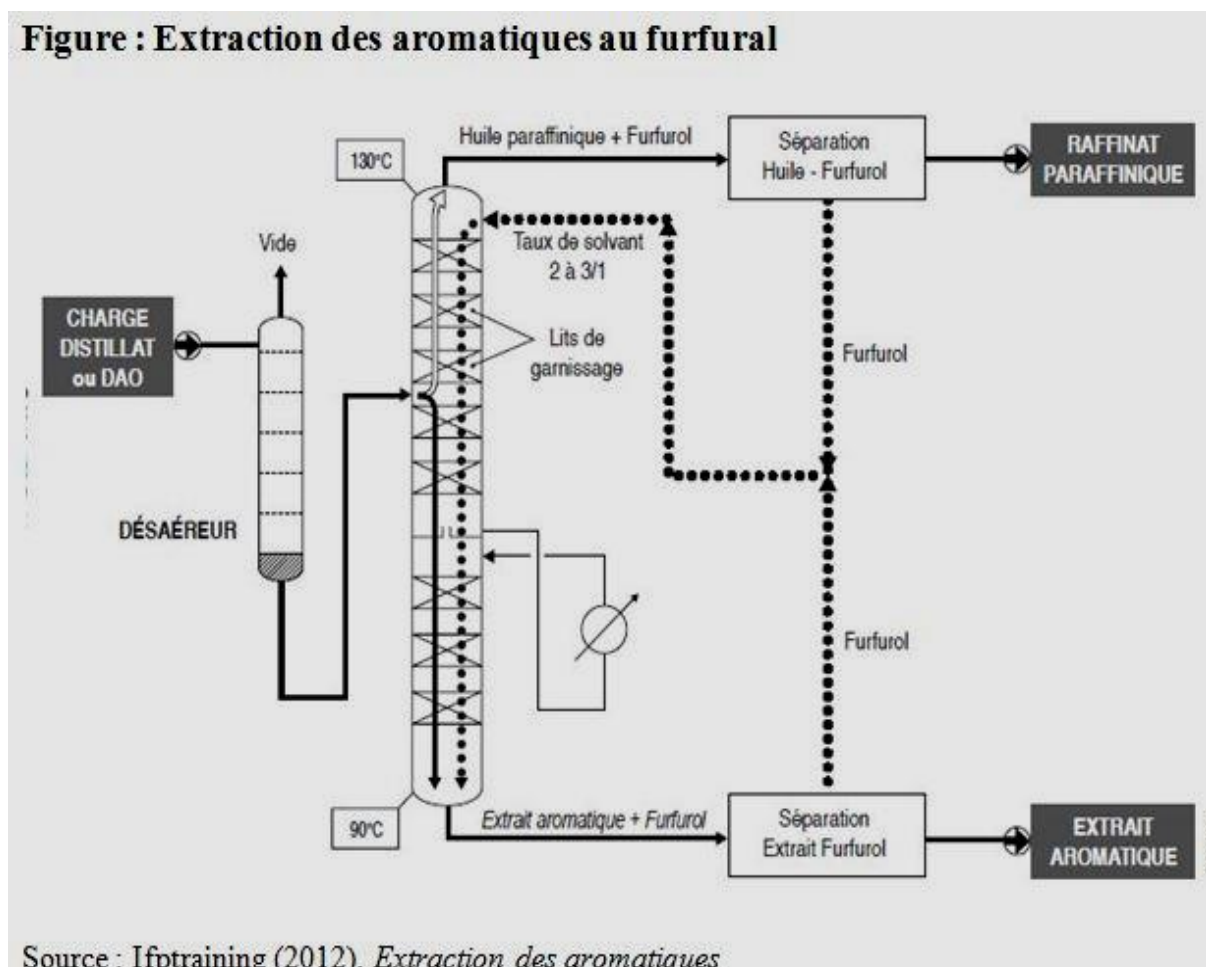 Figure : Extraction des aromatiques au furfural
Huile paraffinique + Furfurol
130°C
Séparation
Huile - Furfurol
RAFFINAT
PARAFFINIQUE
Vide
Taux de solvant
2 à 3/1
CHARGE
DISTILLAT
ou DAO
Lits de
garnissage
Furfurol
DÉSAÉREUR
Furfurol
90°C
Extrait aromatique + Furfurol
Séparation
Extrait Furfurol
EXTRAIT
AROMATIQUE
Source : Ifptraining (2012), Extraction des aromatiques